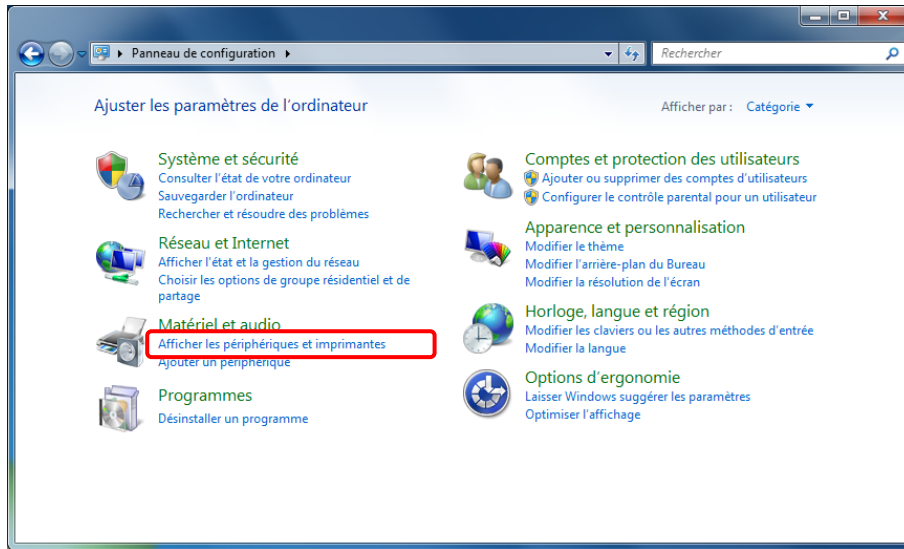 Panneau de configuration
Rechercher
Ajuster les paramètres de l'ordinateur
Afficher par : Catégorie
Système et sécurité
Consulter l'état de votre ordinateur
Sauvegarder l'ordinateur
Rechercher et résoudre des problèmes
Réseau et Internet
Afficher l'état et la gestion du réseau
Choisir les options de groupe résidentiel et de
partage
Matériel et audio
Afficher les périphériques et imprimantes
Ajouter un périphérique
Programmes
Désinstaller un programme
Comptes et protection des utilisateurs
Ajouter ou supprimer des comptes d'utilisateurs
Configurer le contrôle parental pour un utilisateur
Apparence et personnalisation
Modifier le thème
Modifier l'arrière-plan du Bureau
Modifier la résolution de l'écran
Horloge, langue et région
Modifier les claviers ou les autres méthodes d'entrée
Modifier la langue
Options d'ergonomie
Laisser Windows suggérer les paramètres
Optimiser l'affichage